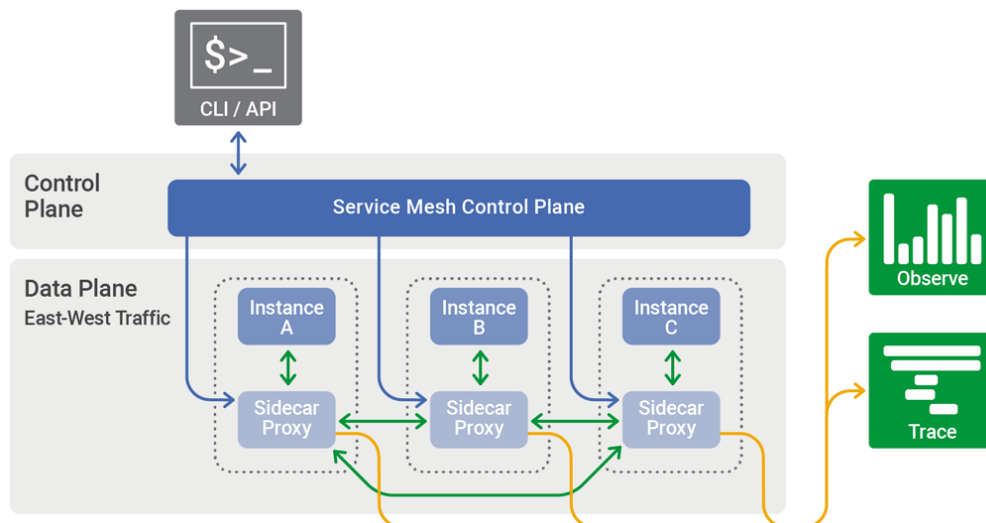 $>_
CLI / API
Control
Plane
Service Mesh Control Plane
Data Plane
East-West Traffic
Instance
A
Instance
B
Instance
C
Sidecar
Proxy
Sidecar
Proxy
Sidecar
Proxy
Observe
Trace